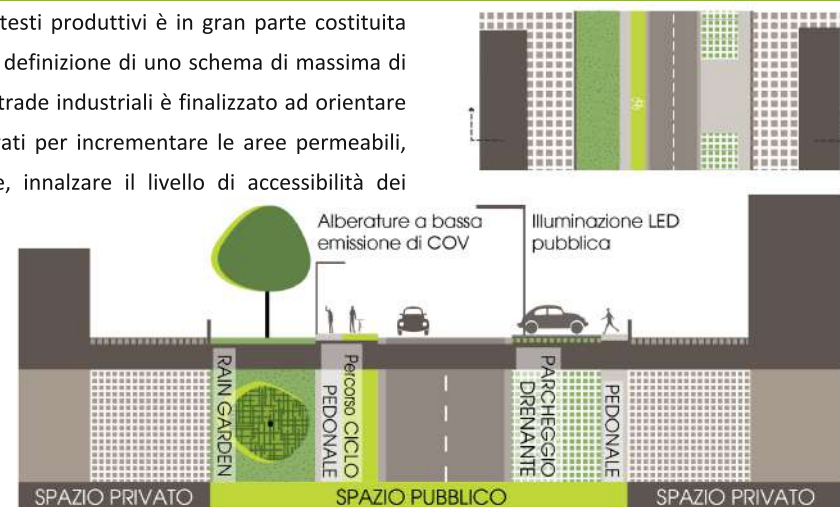 testi produttivi è in gran parte costituita
definizione di uno schema di massima di
trade industriali è finalizzato ad orientare
rati per incrementare le aree permeabili,
e, innalzare il livello di accessibilità dei
Alberature a bassa
emissione di COV
Illuminazione LED
pubblica
RAIN GARDEN
Percorso CICLO
PEDONALE
PARCHEGGIO
DRENANTE
PEDONALE
SPAZIO PRIVATO
SPAZIO PUBBLICO
SPAZIO PRIVATO